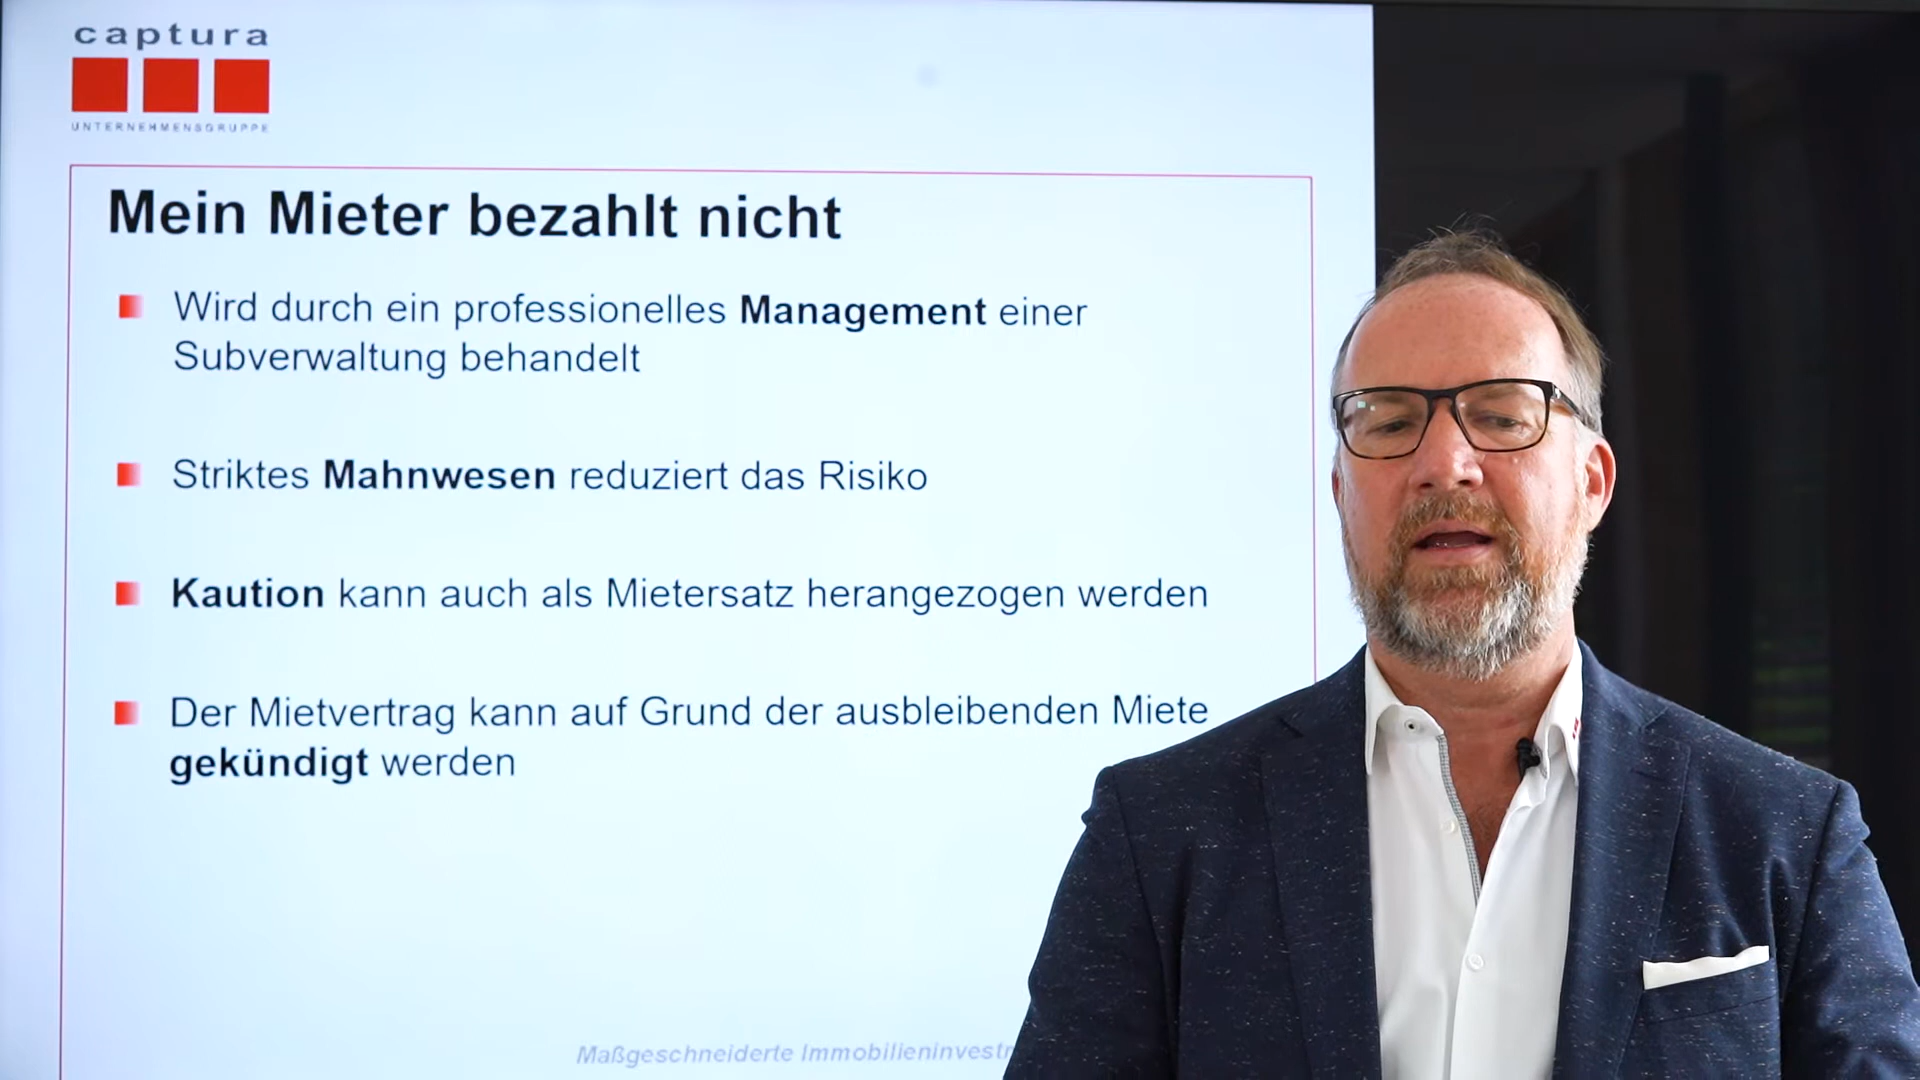 captura
UNTERNEHMENSGRUPPE
Mein Mieter bezahlt nicht
Wird durch ein professionelles Management einer
Subverwaltung behandelt
Striktes Mahnwesen reduziert das Risiko
Kaution kann auch als Mietersatz herangezogen werden
Der Mietvertrag kann auf Grund der ausbleibenden Miete
gekündigt werden
Maßgeschneiderte